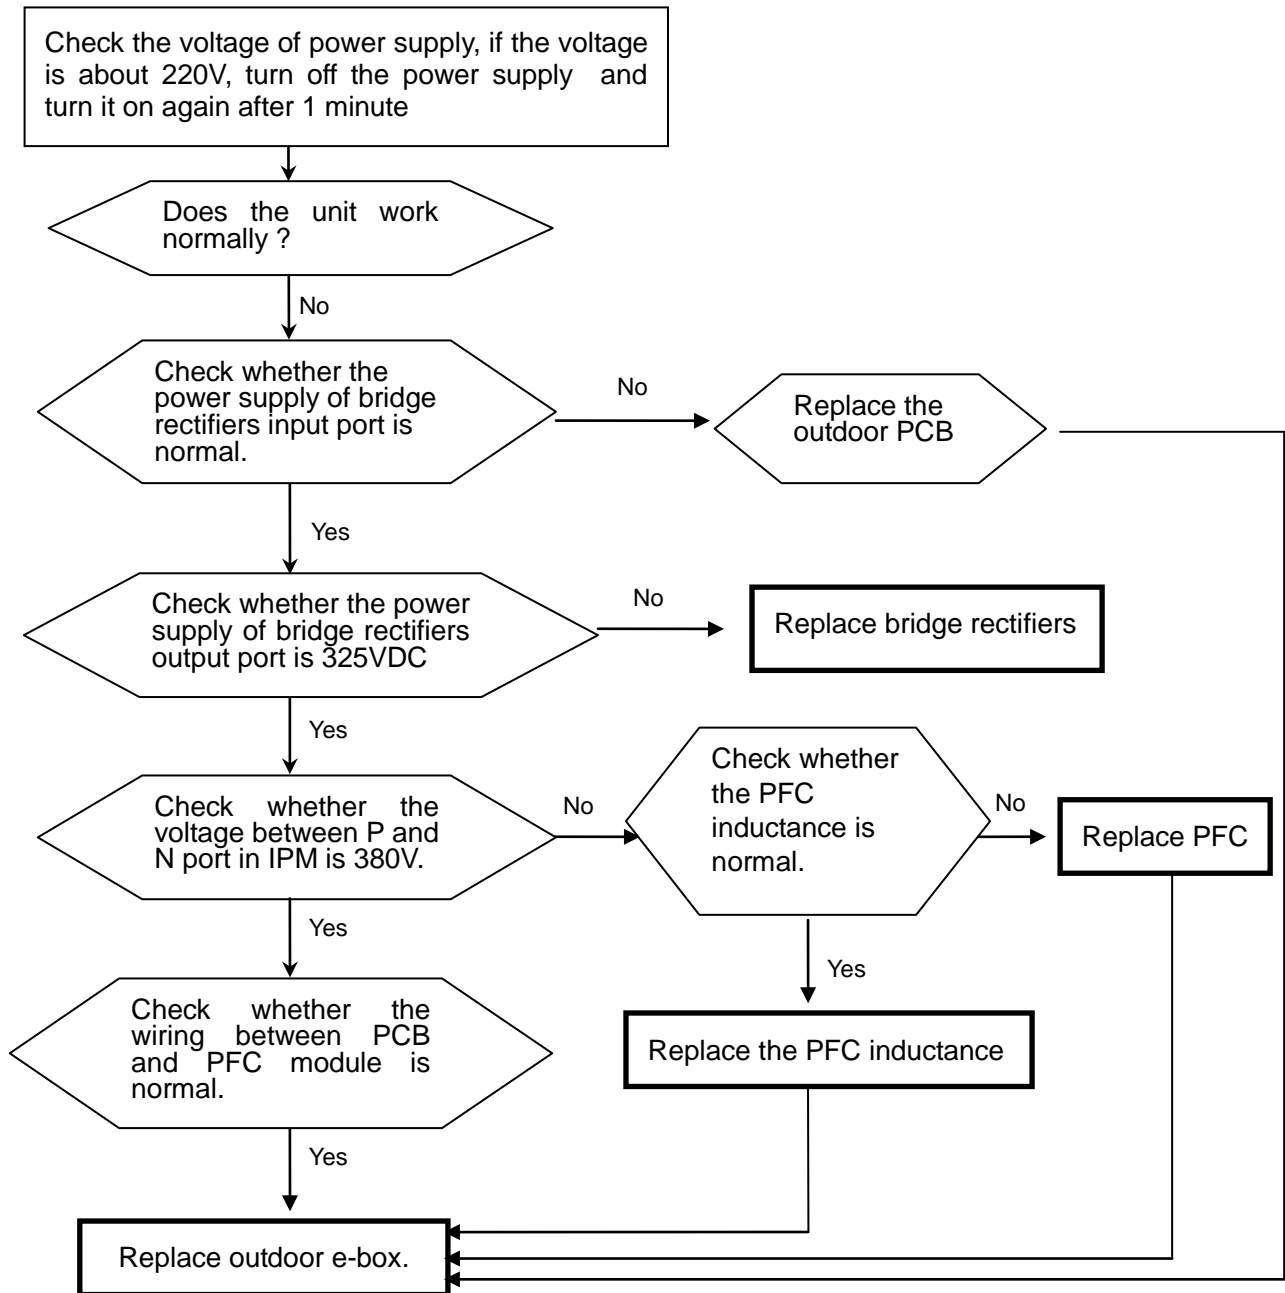 Check the voltage of power supply, if the voltage
is about 220V, turn off the power supply and
turn it on again after 1 minute
Does the unit work
normally ?
No
Check whether the
power supply of bridge
rectifiers input port is
normal.
No
Replace the
outdoor PCB
Yes
Check whether the power
supply of bridge rectifiers
output port is 325VDC
No
Replace bridge rectifiers
Yes
Check whether the
voltage between P and
N port in IPM is 380V.
No
Check whether
the PFC
inductance is
normal.
No
Replace PFC
Yes
Check whether the
wiring between PCB
and PFC module is
normal.
Yes
Replace the PFC inductance
Yes
Replace outdoor e-box.